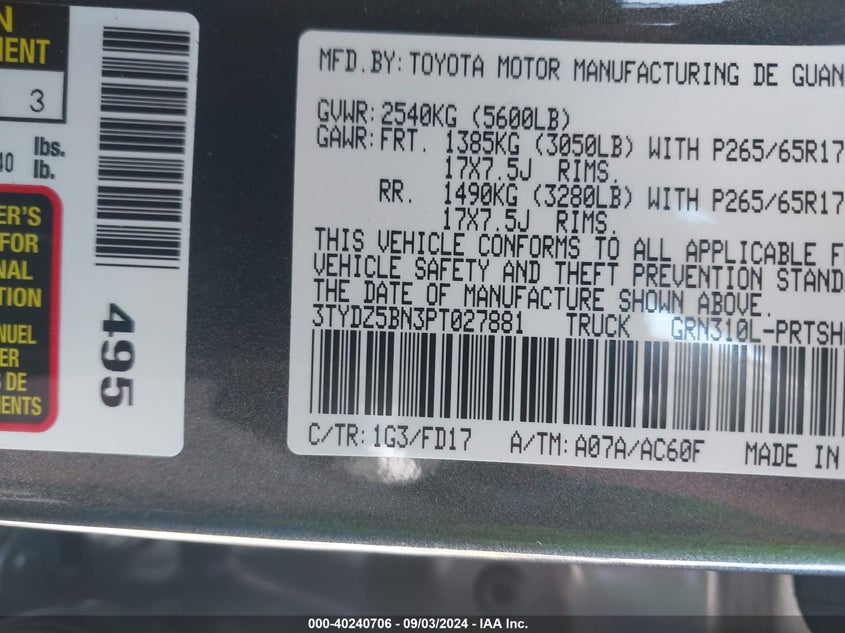 N
MENT
3
lbs.
40 lb.
ER'S
FOR
NAL
TION
NUEL
ER
S DE
MENTS
495
MFD.BY: TOYOTA MOTOR MANUFACTURING DE GUAN
GVWR: 2540KG (5600LB)
GAWR: FRT. 1385KG (3050LB) WITH P265/65R17
17X7.5J RIMS.
RR. 1490KG (3280LB) WITH P265/65R17
17X7.5J RIMS.
THIS VEHICLE CONFORMS TO ALL APPLICABLE F
VEHICLE SAFETY AND THEFT PREVENTION STAND
THE DATE OF MANUFACTURE SHOWN ABOVE.
3TYDZ5BN3PT027881 TRUCK GRN310L-PRTSH
C/TR: 1G3/FD17 A/TM: A07A/AC60F MADE IN
000-40240706 - 09/03/2024 - IAA Inc.